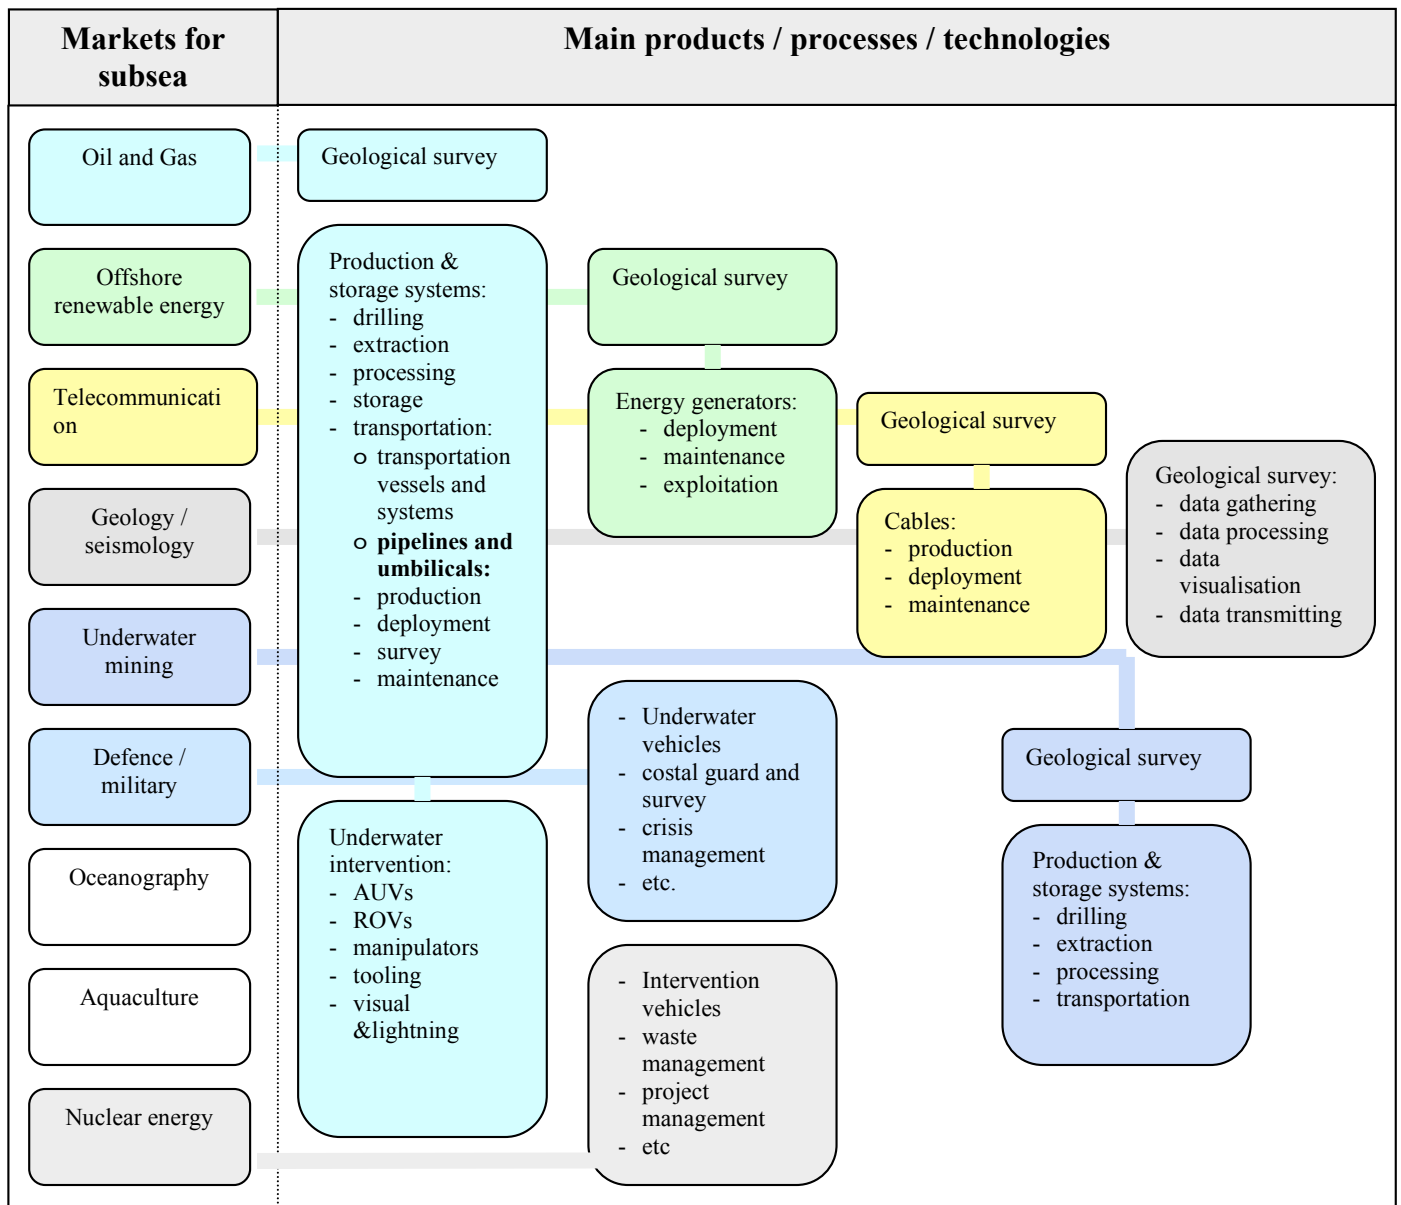 Markets for
subsea
Main products / processes / technologies
Oil and Gas
Offshore
renewable energy
Telecommunicati
on
Geology /
seismology
Underwater
mining
Defence /
military
Oceanography
Aquaculture
Nuclear energy
Geological survey
Production &
storage systems:
- drilling
- extraction
- processing
- storage
- transportation:
o transportation
vessels and
systems
o pipelines and
umbilicals:
- production
- deployment
- survey
- maintenance
Underwater
intervention:
- AUVs
- ROVs
- manipulators
- tooling
- visual
&lightning
Geological survey
Energy generators:
- deployment
- maintenance
- exploitation
- Underwater
vehicles
- costal guard and
survey
- crisis
management
- etc.
- Intervention
vehicles
- waste
management
- project
management
- etc
Geological survey
Cables:
- production
- deployment
- maintenance
Geological survey:
- data gathering
- data processing
- data
visualisation
- data transmitting
Geological survey
Production &
storage systems:
- drilling
- extraction
- processing
- transportation